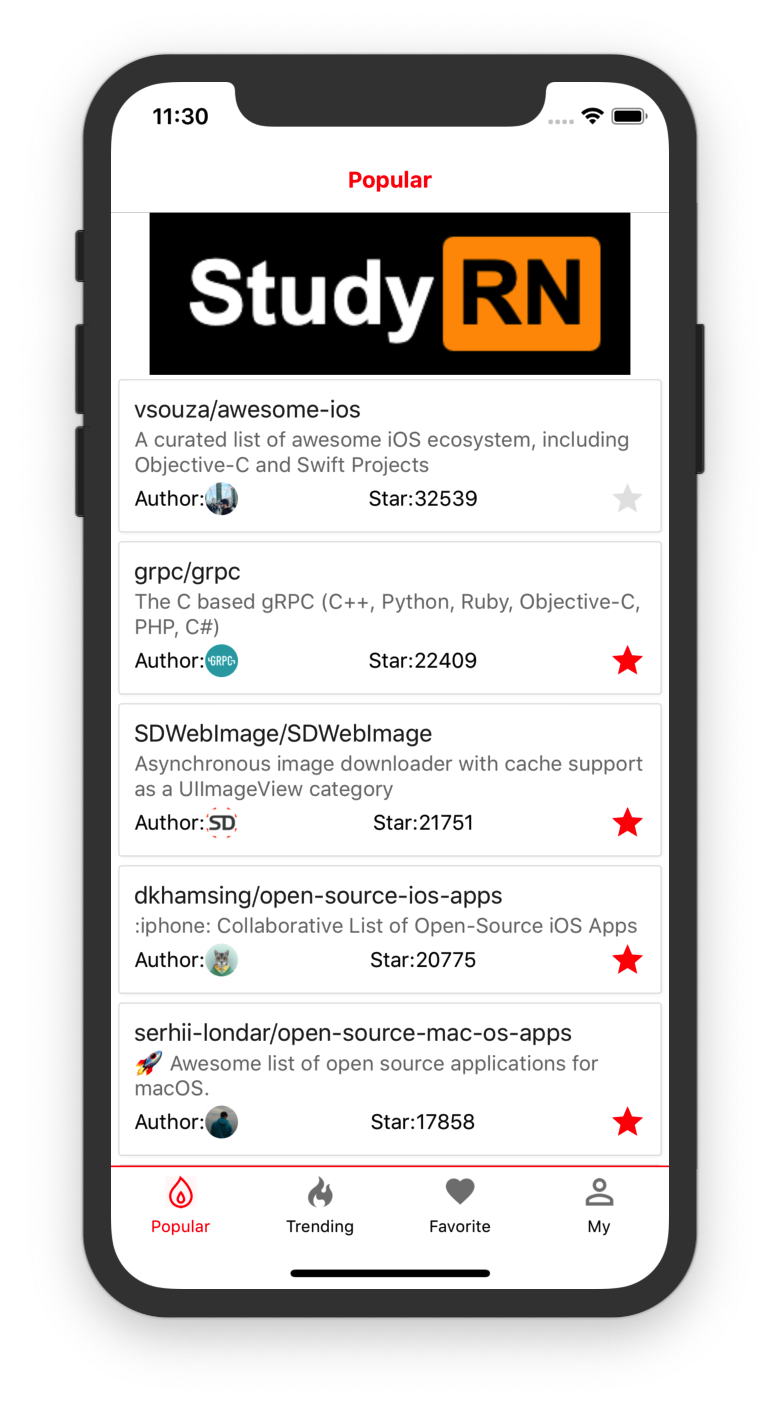 11:30
Popular
Study RN
vsouza/awesome-ios
A curated list of awesome iOS ecosystem, including
Objective-C and Swift Projects
Author:
Star:32539
grpc/grpc
The C based gRPC (C++, Python, Ruby, Objective-C,
PHP, C#)
Author:
GRPC
Star:22409
SDWebImage/SDWebImage
Asynchronous image downloader with cache support
as a UIImageView category
Author:
SD
Star:21751
dkhamsing/open-source-ios-apps
:iphone: Collaborative List of Open-Source iOS Apps
Author:
Star:20775
serhii-londar/open-source-mac-os-apps
🚀 Awesome list of open source applications for
macOS.
Author:
Star:17858
Popular
Trending
Favorite
My